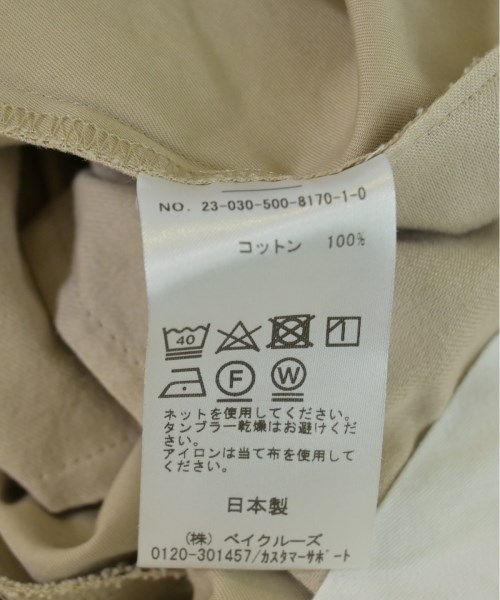 NO. 23-030-500-8170-1-0
コットン 100%
40
F W
ネットを使用してください。
タンブラー乾燥はお避けくだ
さい。
アイロンは当て布を使用して
ください。
日本製
(株) ベイクルーズ
0120-301457/カスタマーサポート